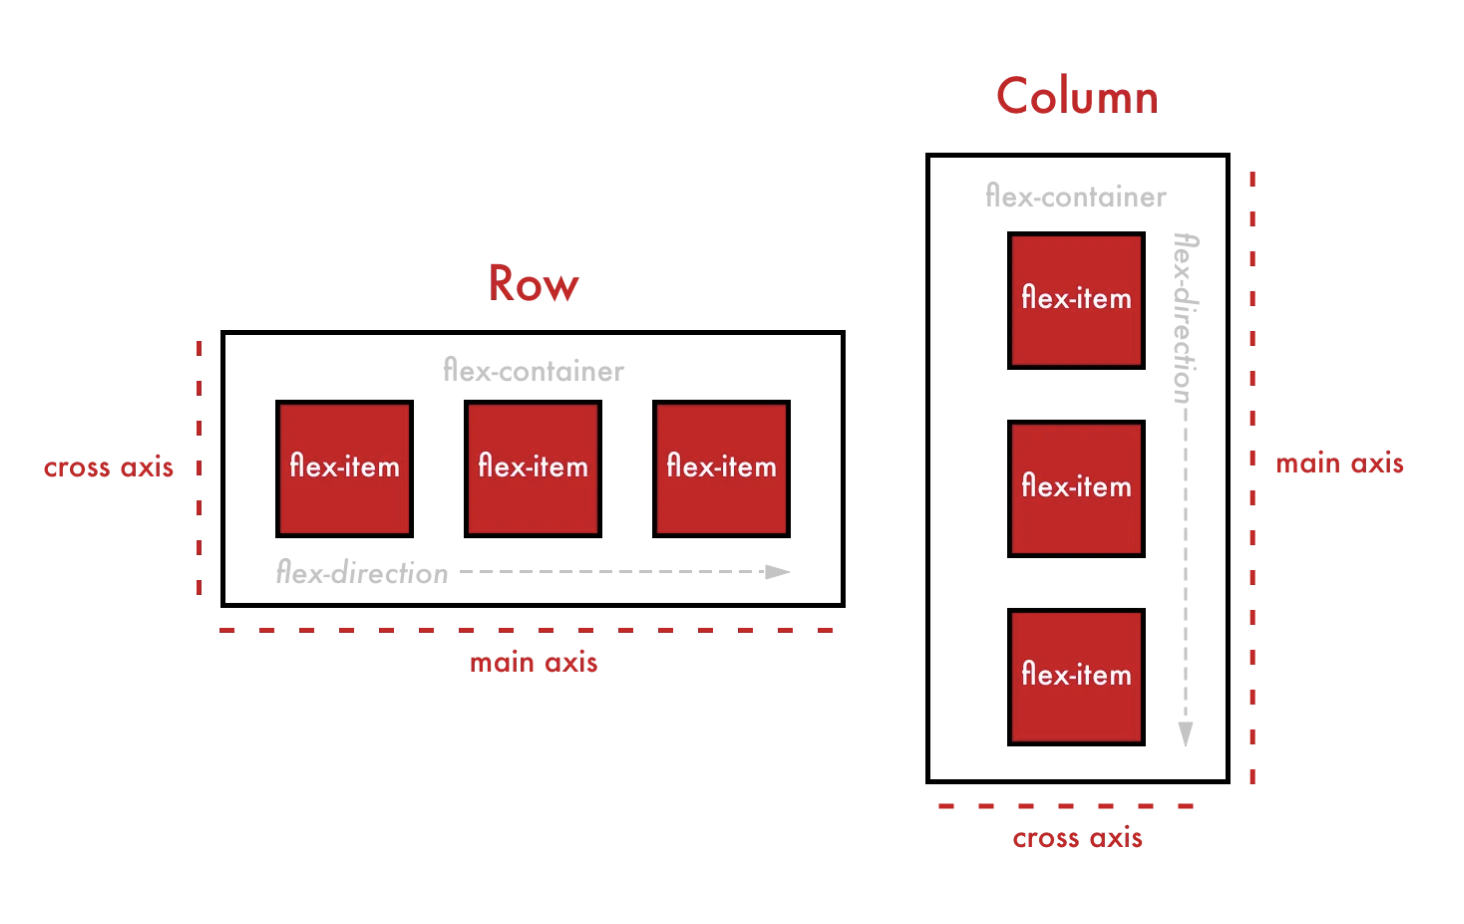 Row
flex-container
flex-item flex-item flex-item
flex-direction
cross axis
main axis
Column
flex-container
flex-item
flex-item
flex-item
flex-direction
main axis
cross axis